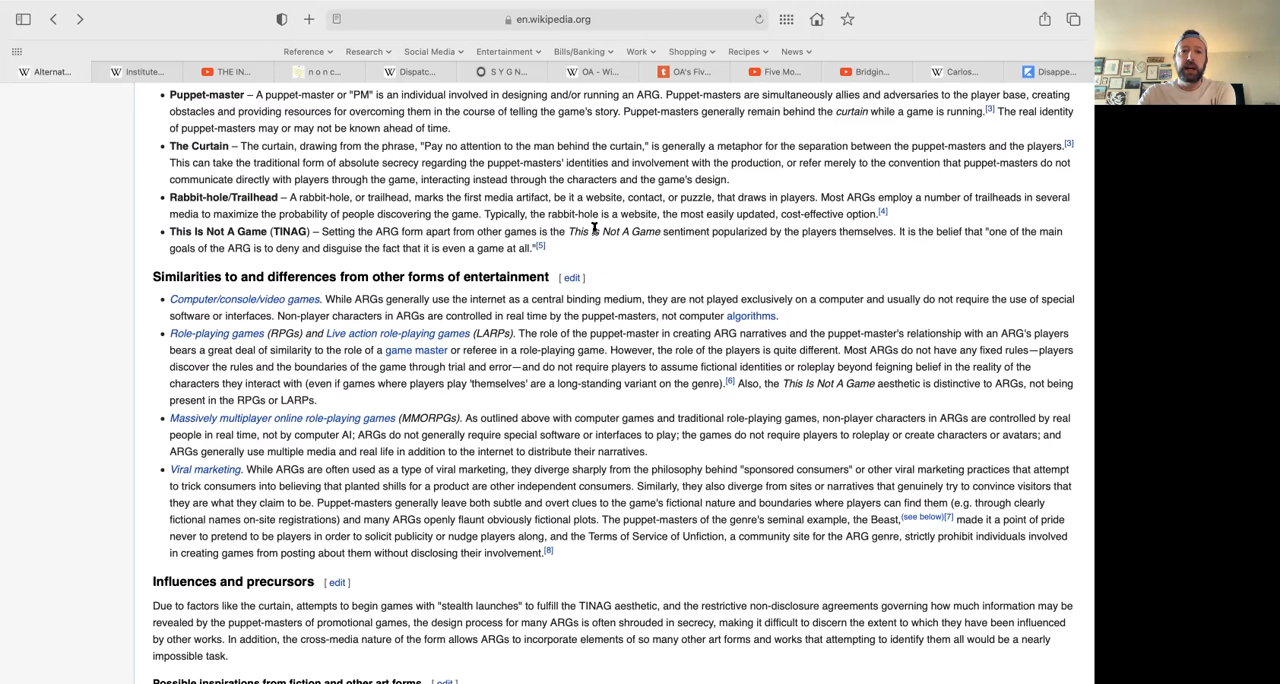 en.wikipedia.org
Reference Research Social Media Entertainment Bills/Banking Work Shopping Recipes News
Alternat... Institute... THE IN... n o n c... Dispatc... S Y G N... OA - Wi... OA's Fiv... Five Mo... Bridgin... Carlos... Disappe...
• Puppet-master – A puppet-master or "PM" is an individual involved in designing and/or running an ARG. Puppet-masters are simultaneously allies and adversaries to the player base, creating
obstacles and providing resources for overcoming them in the course of telling the game's story. Puppet-masters generally remain behind the curtain while a game is running.[3] The real identity
of puppet-masters may or may not be known ahead of time.
• The Curtain – The curtain, drawing from the phrase, "Pay no attention to the man behind the curtain," is generally a metaphor for the separation between the puppet-masters and the players.[3]
This can take the traditional form of absolute secrecy regarding the puppet-masters' identities and involvement with the production, or refer merely to the convention that puppet-masters do not
communicate directly with players through the game, interacting instead through the characters and the game's design.
• Rabbit-hole/Trailhead – A rabbit-hole, or trailhead, marks the first media artifact, be it a website, contact, or puzzle, that draws in players. Most ARGs employ a number of trailheads in several
media to maximize the probability of people discovering the game. Typically, the rabbit-hole is a website, the most easily updated, cost-effective option.[4]
• This Is Not A Game (TINAG) – Setting the ARG form apart from other games is the This Is Not A Game sentiment popularized by the players themselves. It is the belief that "one of the main
goals of the ARG is to deny and disguise the fact that it is even a game at all."[5]
Similarities to and differences from other forms of entertainment [ edit ]
• Computer/console/video games. While ARGs generally use the internet as a central binding medium, they are not played exclusively on a computer and usually do not require the use of special
software or interfaces. Non-player characters in ARGs are controlled in real time by the puppet-masters, not computer algorithms.
• Role-playing games (RPGs) and Live action role-playing games (LARPs). The role of the puppet-master in creating ARG narratives and the puppet-master's relationship with an ARG's players
bears a great deal of similarity to the role of a game master or referee in a role-playing game. However, the role of the players is quite different. Most ARGs do not have any fixed rules—players
discover the rules and the boundaries of the game through trial and error—and do not require players to assume fictional identities or roleplay beyond feigning belief in the reality of the
characters they interact with (even if games where players play 'themselves' are a long-standing variant on the genre).[6] Also, the This Is Not A Game aesthetic is distinctive to ARGs, not being
present in the RPGs or LARPs.
• Massively multiplayer online role-playing games (MMORPGs). As outlined above with computer games and traditional role-playing games, non-player characters in ARGs are controlled by real
people in real time, not by computer AI; ARGs do not generally require special software or interfaces to play; the games do not require players to roleplay or create characters or avatars; and
ARGs generally use multiple media and real life in addition to the internet to distribute their narratives.
• Viral marketing. While ARGs are often used as a type of viral marketing, they diverge sharply from the philosophy behind "sponsored consumers" or other viral marketing practices that attempt
to trick consumers into believing that planted shills for a product are other independent consumers. Similarly, they also diverge from sites or narratives that genuinely try to convince visitors that
they are what they claim to be. Puppet-masters generally leave both subtle and overt clues to the game's fictional nature and boundaries where players can find them (e.g. through clearly
fictional names on-site registrations) and many ARGs openly flaunt obviously fictional plots. The puppet-masters of the genre's seminal example, the Beast,(see below)[7] made it a point of pride
never to pretend to be players in order to solicit publicity or nudge players along, and the Terms of Service of Unfiction, a community site for the ARG genre, strictly prohibit individuals involved
in creating games from posting about them without disclosing their involvement.[8]
Influences and precursors [ edit ]
Due to factors like the curtain, attempts to begin games with "stealth launches" to fulfill the TINAG aesthetic, and the restrictive non-disclosure agreements governing how much information may be
revealed by the puppet-masters of promotional games, the design process for many ARGs is often shrouded in secrecy, making it difficult to discern the extent to which they have been influenced
by other works. In addition, the cross-media nature of the form allows ARGs to incorporate elements of so many other art forms and works that attempting to identify them all would be a nearly
impossible task.
Possible inspirations from fiction and other art forms [ edit ]